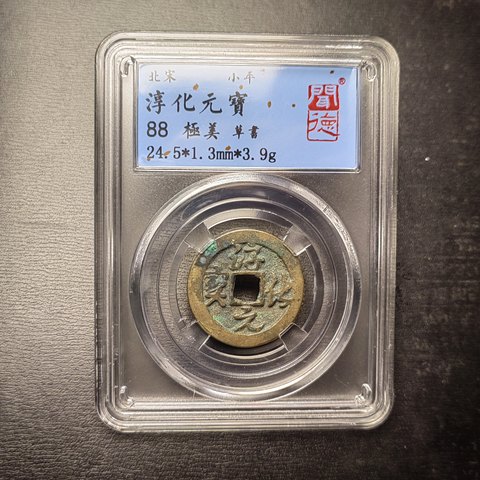 北宋 小平
淳化元寶
88 極美 草書
24.5*1.3mm*3.9g
聞德
®
淳化元寶